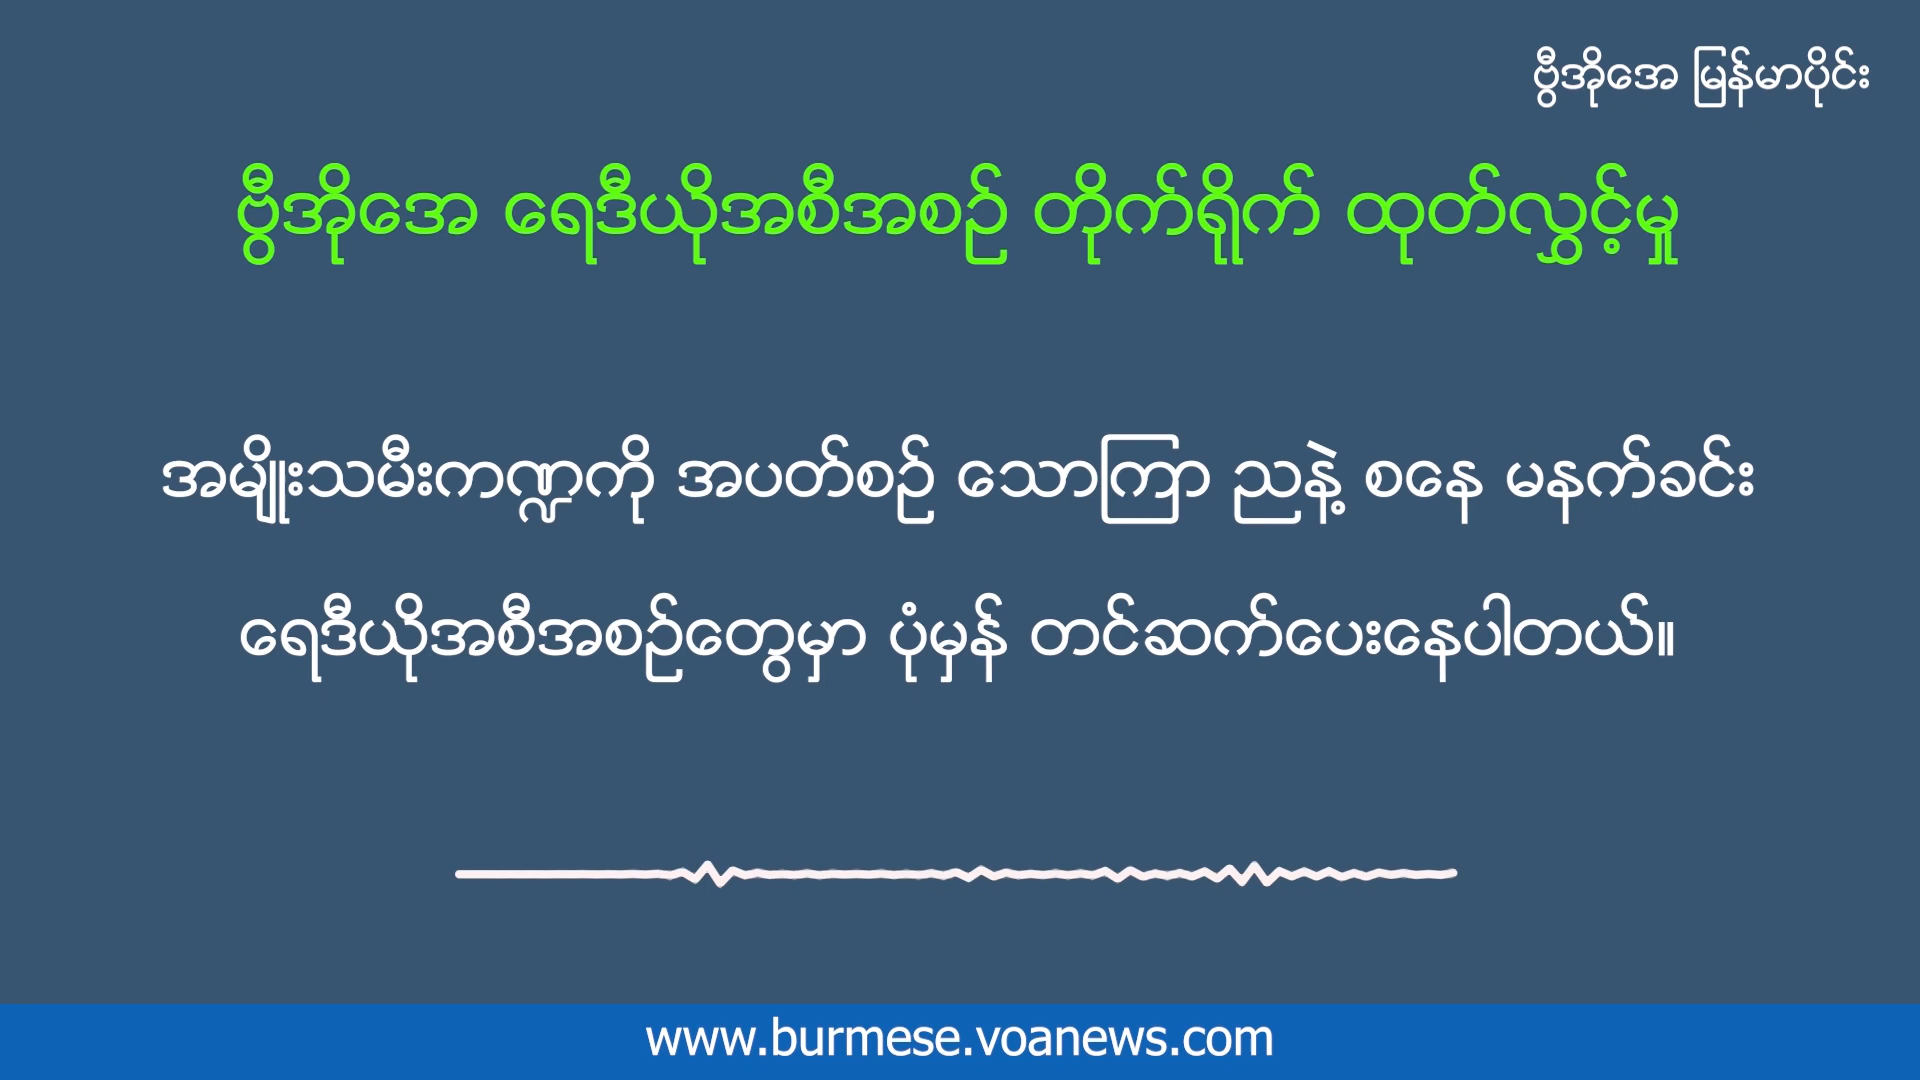 ဗွီအိုအေ မြန်မာပိုင်း
ဗွီအိုအေ ရေဒီယိုအစီအစဉ် တိုက်ရိုက် ထုတ်လွှင့်မှု
အမျိုးသမီးကဏ္ဍကို အပတ်စဉ် သောကြာ ညနဲ့ စနေ မနက်ခင်း
ရေဒီယိုအစီအစဉ်တွေမှာ ပုံမှန် တင်ဆက်ပေးနေပါတယ်။
www.burmese.voanews.com